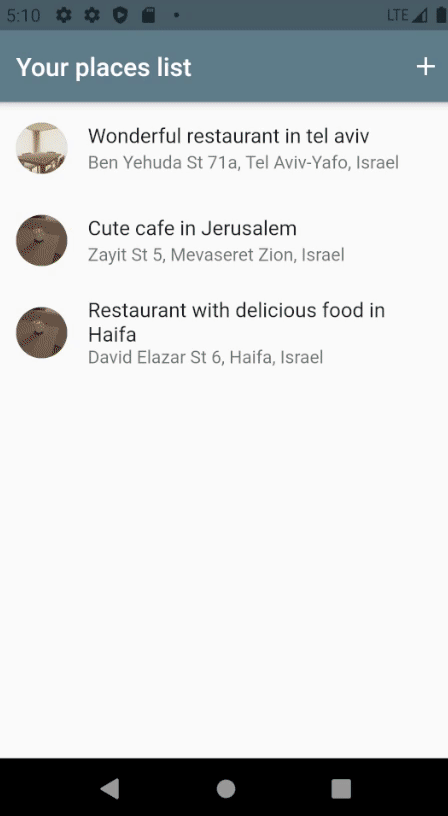 5:10 LTE
Your places list +
Wonderful restaurant in tel aviv
Ben Yehuda St 71a, Tel Aviv-Yafo, Israel
Cute cafe in Jerusalem
Zayit St 5, Mevaseret Zion, Israel
Restaurant with delicious food in
Haifa
David Elazar St 6, Haifa, Israel